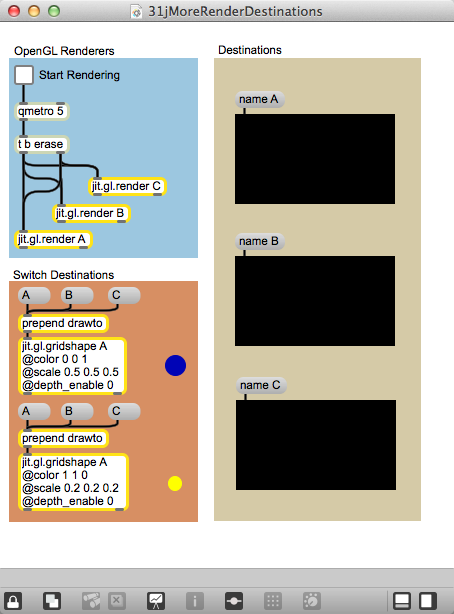 31jMoreRenderDestinations
OpenGL Renderers
Start Rendering
qmetro 5
t b erase
jit.gl.render C
jit.gl.render B
jit.gl.render A
Switch Destinations
A B C
prepend drawto
jit.gl.gridshape A
@color 0 0 1
@scale 0.5 0.5 0.5
@depth_enable 0
A B C
prepend drawto
jit.gl.gridshape A
@color 1 1 0
@scale 0.2 0.2 0.2
@depth_enable 0
Destinations
name A
name B
name C